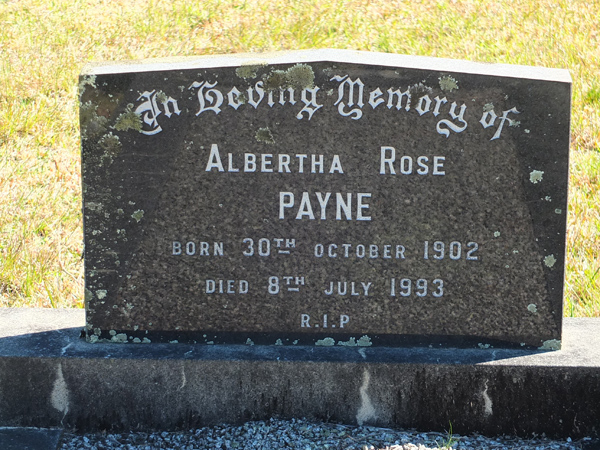 In Loving Memory of
ALBERTHA ROSE
PAYNE
BORN 30TH OCTOBER 1902
DIED 8TH JULY 1993
R.I.P